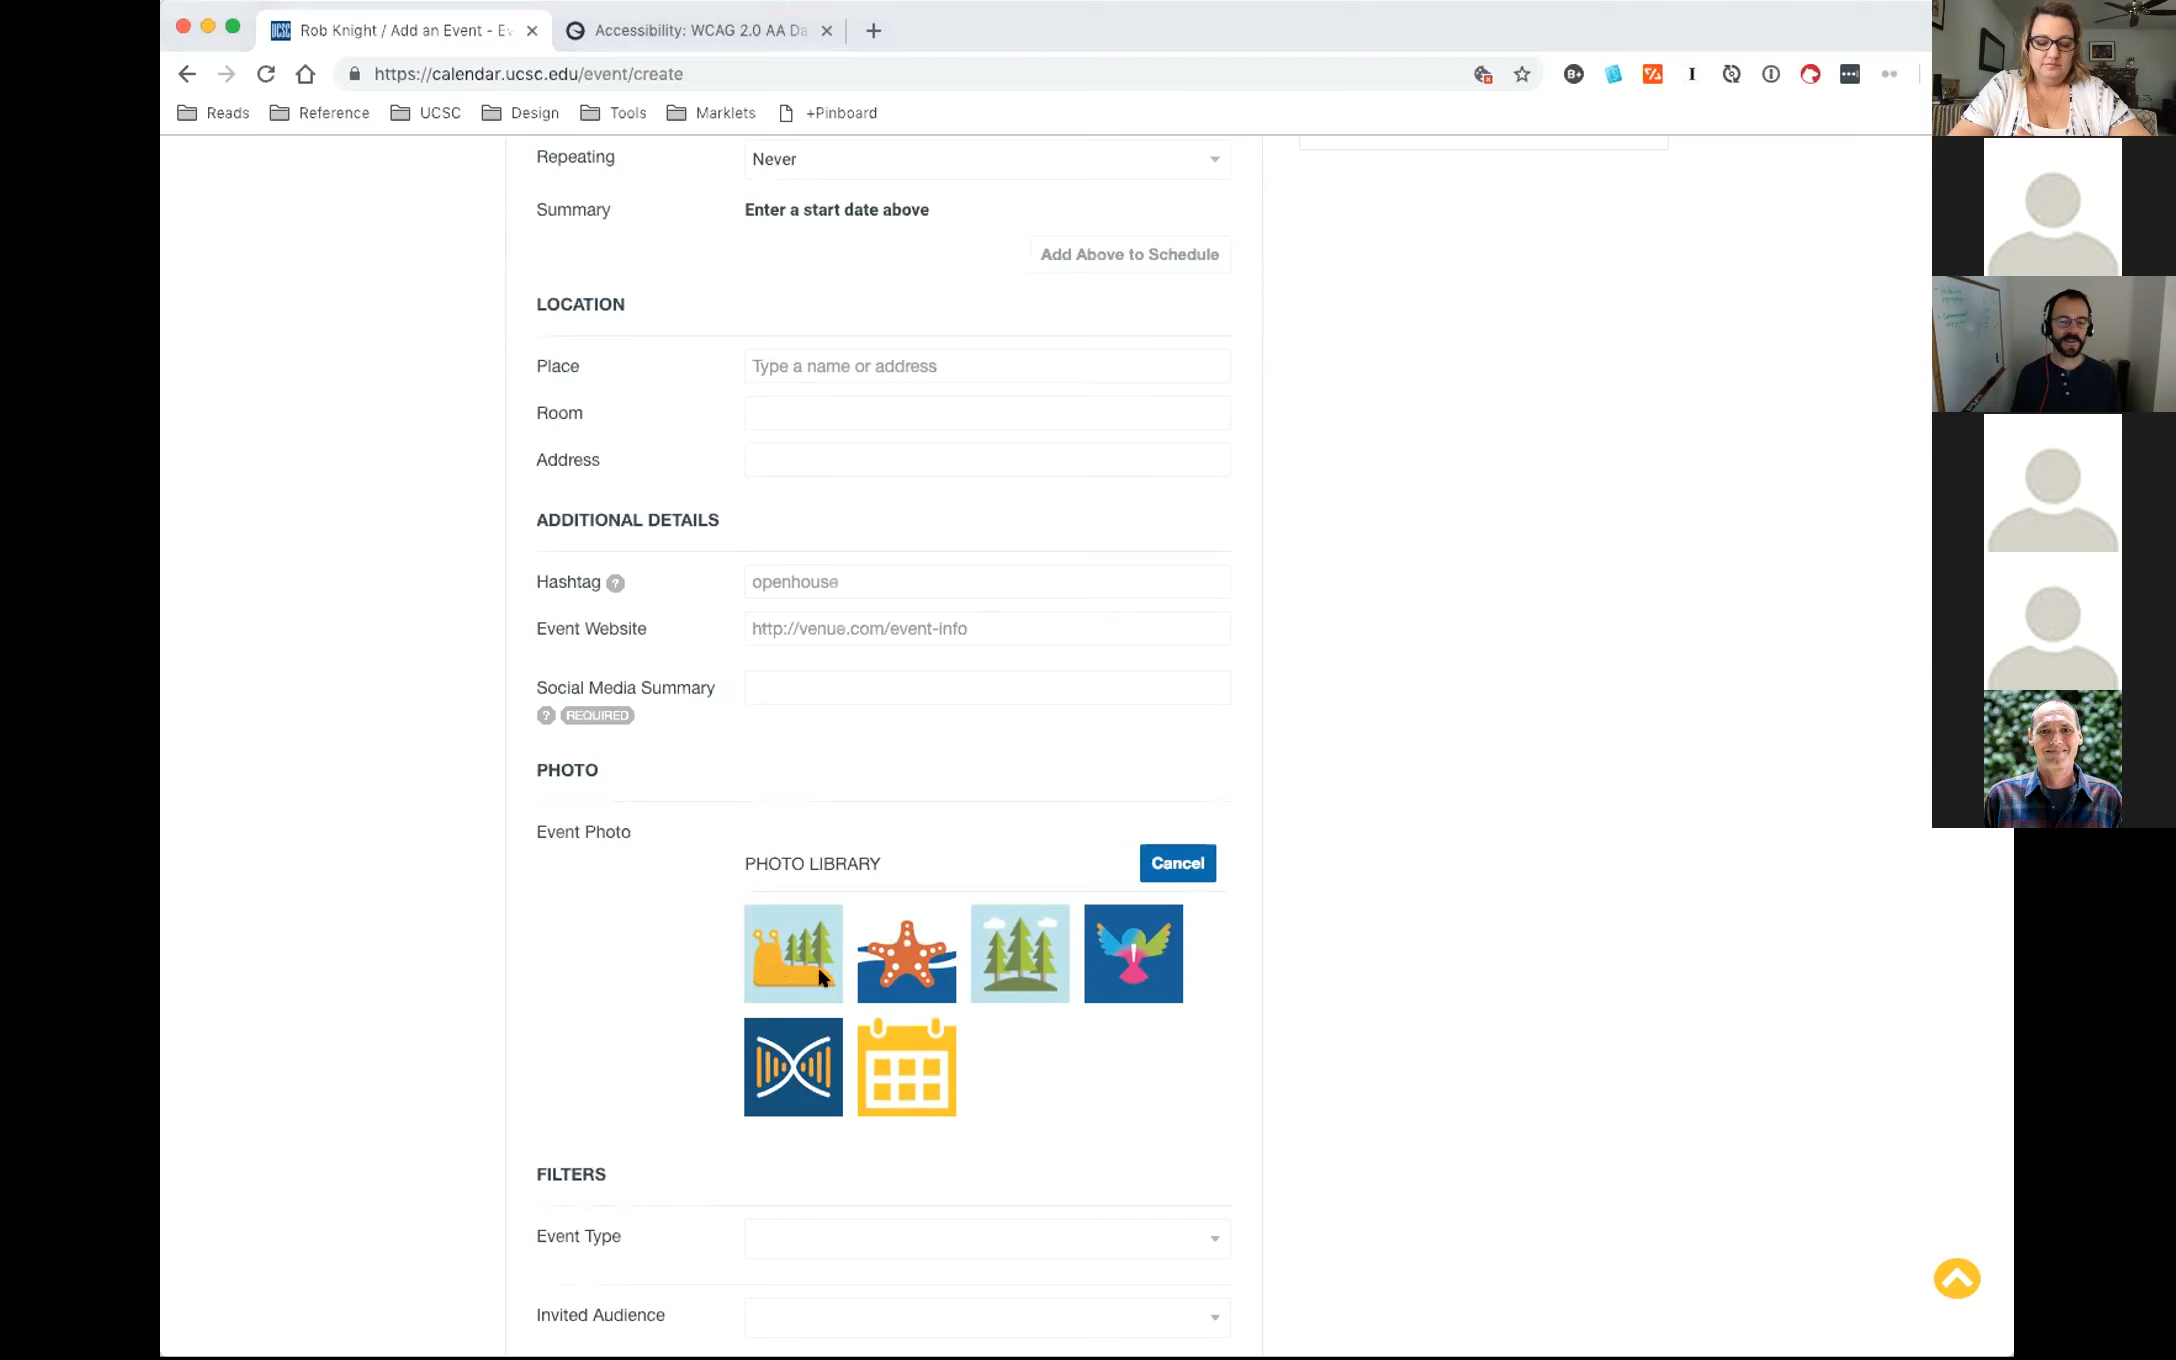 UCSC Rob Knight / Add an Event - Ev
Accessibility: WCAG 2.0 AA Da
https://calendar.ucsc.edu/event/create
B+
I
Reads
Reference
UCSC
Design
Tools
Marklets
+Pinboard
Repeating Never
Summary Enter a start date above
Add Above to Schedule
LOCATION
Place Type a name or address
Room
Address
ADDITIONAL DETAILS
Hashtag ? openhouse
Event Website http://venue.com/event-info
Social Media Summary
? REQUIRED
PHOTO
Event Photo
PHOTO LIBRARY Cancel
FILTERS
Event Type
Invited Audience